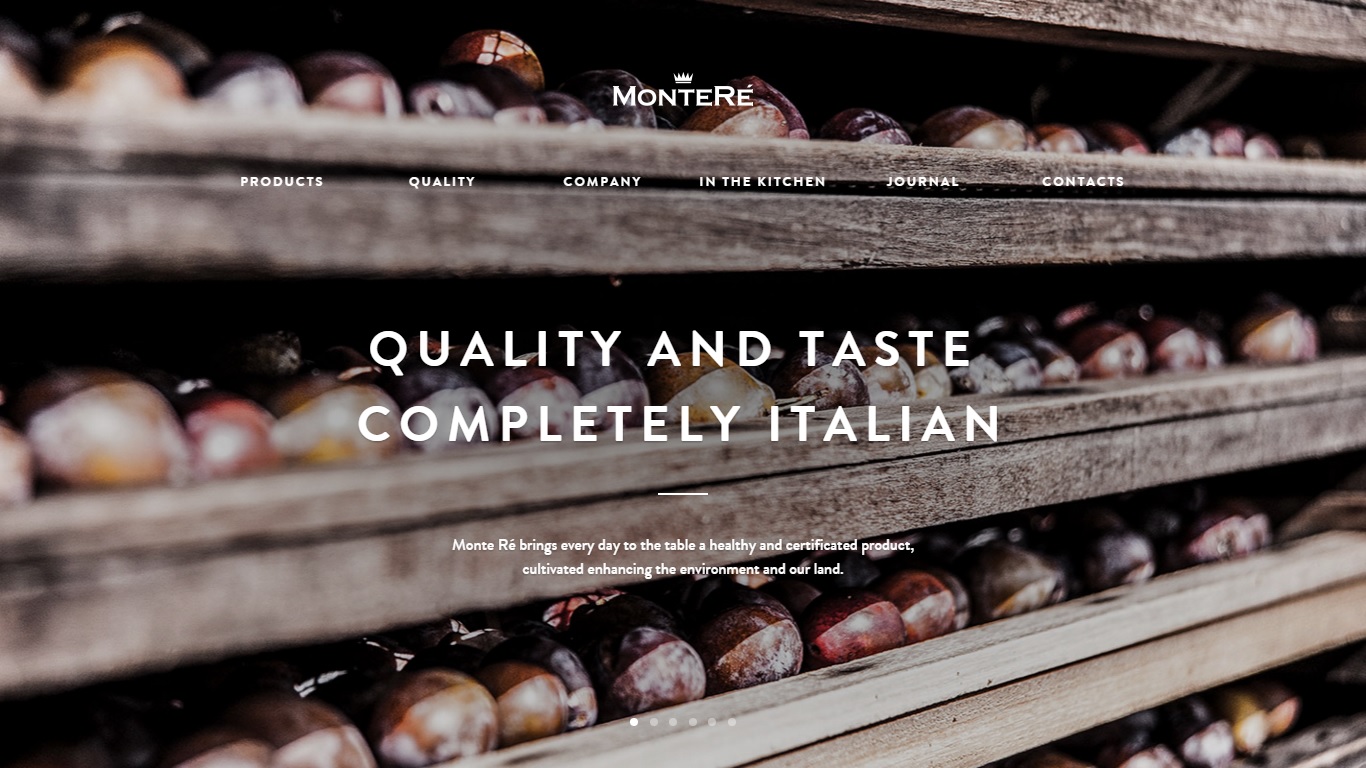 MONTERÉ
PRODUCTS QUALITY COMPANY IN THE KITCHEN JOURNAL CONTACTS
QUALITY AND TASTE
COMPLETELY ITALIAN
Monte Ré brings every day to the table a healthy and certificated product,
cultivated enhancing the environment and our land.